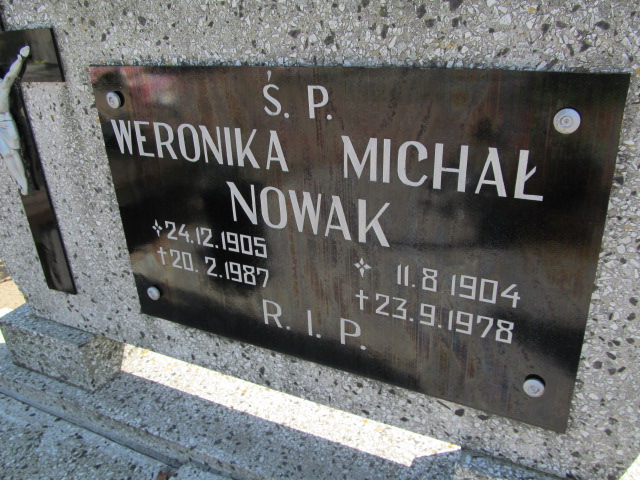 Ś. P.
WERONIKA MICHAŁ
NOWAK
✧24.12.1905
✝20.2.1987
✧ 11.8 1904
✝23.9.1978
R. I. P.